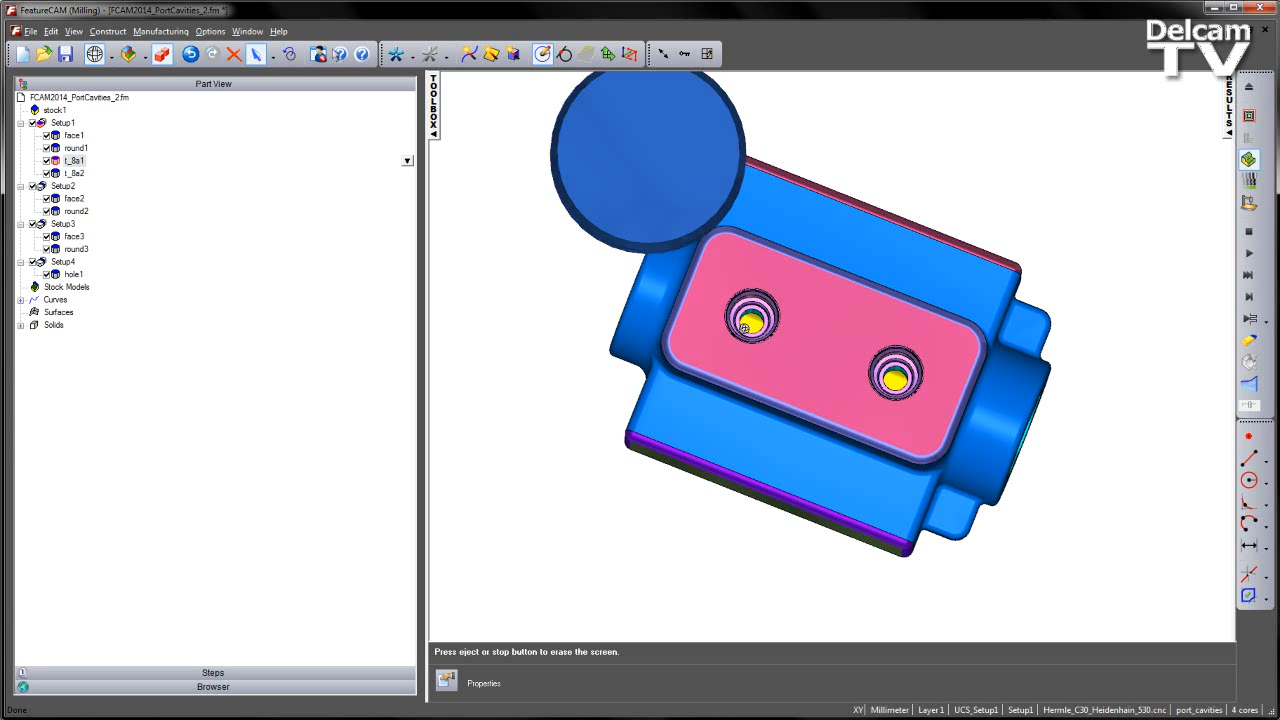 FeatureCAM (Milling) - [FCAM2014_PortCavities_2.fm *]
File Edit View Construct Manufacturing Options Window Help
Delcam
TV
Part View
TOOLBOX
RESULTS
FCAM2014_PortCavities_2.fm
stock1
Setup1
face1
round1
t_8a1
t_8a2
Setup2
face2
round2
Setup3
face3
round3
Setup4
hole1
Stock Models
Curves
Surfaces
Solids
Press eject or stop button to erase the screen.
Steps
Properties
Browser
Done
XY Millimeter Layer 1 UCS_Setup1 Setup1 Hermle_C30_Heidenhain_530.cnc port_cavities 4 cores